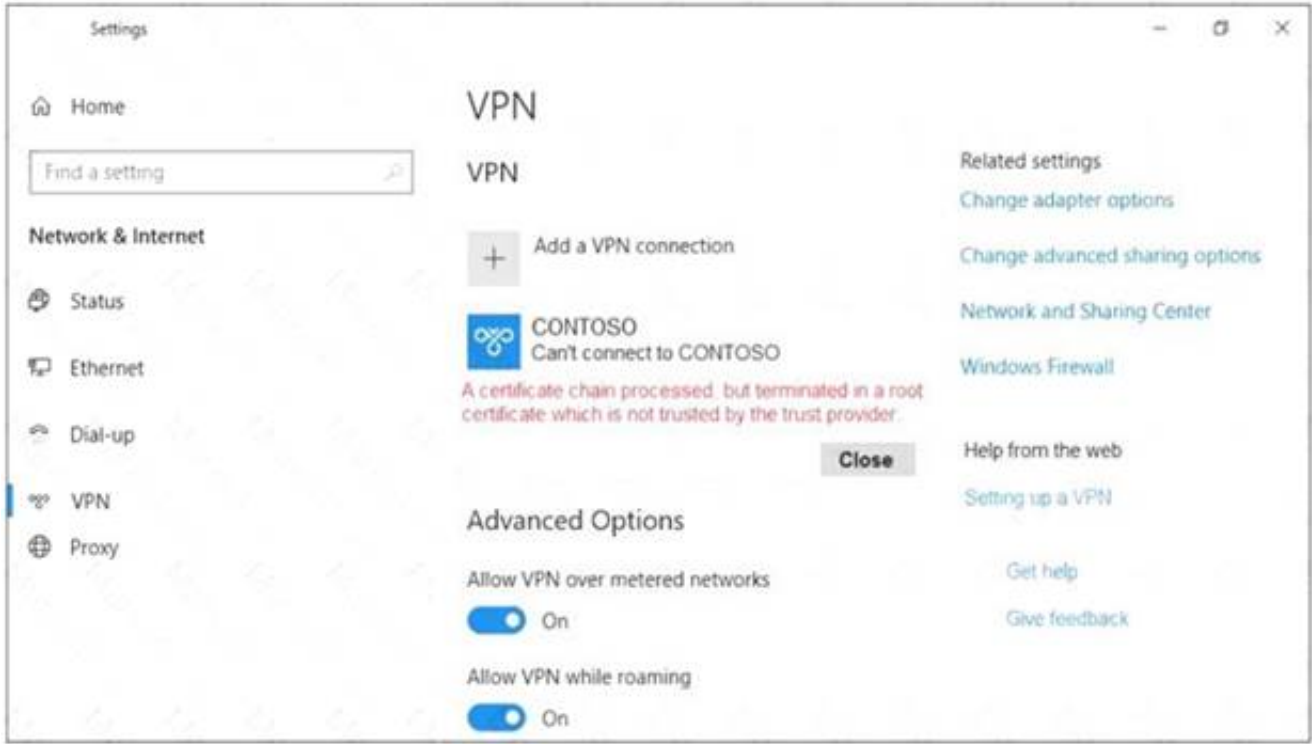 Settings
Home
Find a setting
Network & Internet
Status
Ethernet
Dial-up
VPN
Proxy
VPN
VPN
Add a VPN connection
CONTOSO
Can't connect to CONTOSO
A certificate chain processed, but terminated in a root
certificate which is not trusted by the trust provider.
Close
Advanced Options
Allow VPN over metered networks
On
Allow VPN while roaming
On
Related settings
Change adapter options
Change advanced sharing options
Network and Sharing Center
Windows Firewall
Help from the web
Setting up a VPN
Get help
Give feedback